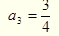 a₃ = 3/4